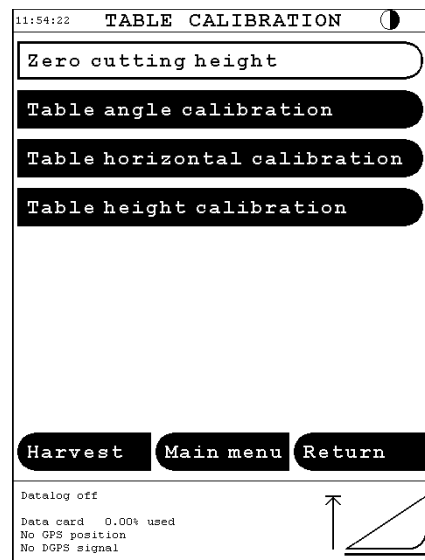 11:54:22 TABLE CALIBRATION
Zero cutting height
Table angle calibration
Table horizontal calibration
Table height calibration
Harvest Main menu Return
Datalog off
Data card 0.00% used
No GPS position
No DGPS signal